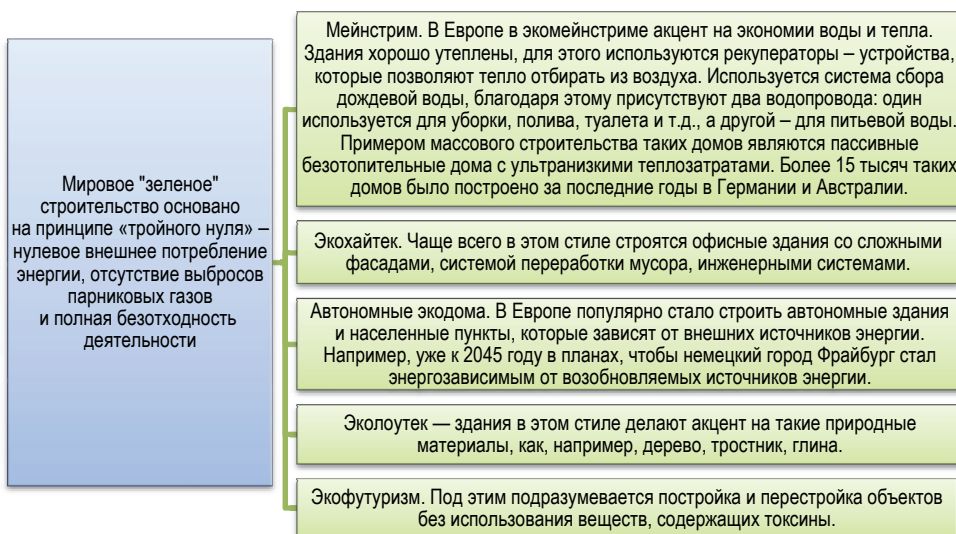 Мировое "зеленое"
строительство основано
на принципе «тройного нуля» –
нулевое внешнее потребление
энергии, отсутствие выбросов
парниковых газов
и полная безотходность
деятельности
Мейнстрим. В Европе в экомейнстриме акцент на экономии воды и тепла.
Здания хорошо утеплены, для этого используются рекуператоры – устройства,
которые позволяют тепло отбирать из воздуха. Используется система сбора
дождевой воды, благодаря этому присутствуют два водопровода: один
используется для уборки, полива, туалета и т.д., а другой – для питьевой воды.
Примером массового строительства таких домов являются пассивные
безотопительные дома с ультранизкими теплозатратами. Более 15 тысяч таких
домов было построено за последние годы в Германии и Австралии.
Экохайтек. Чаще всего в этом стиле строятся офисные здания со сложными
фасадами, системой переработки мусора, инженерными системами.
Автономные экодома. В Европе популярно стало строить автономные здания
и населенные пункты, которые зависят от внешних источников энергии.
Например, уже к 2045 году в планах, чтобы немецкий город Фрайбург стал
энергозависимым от возобновляемых источников энергии.
Эколоутек — здания в этом стиле делают акцент на такие природные
материалы, как, например, дерево, тростник, глина.
Экофутуризм. Под этим подразумевается постройка и перестройка объектов
без использования веществ, содержащих токсины.